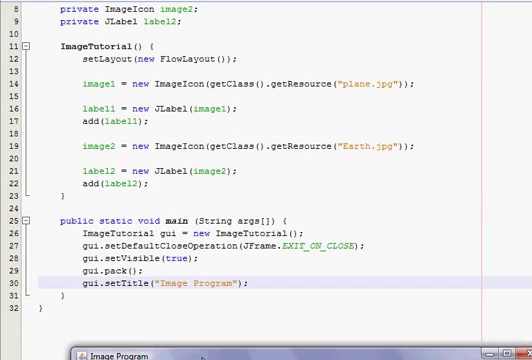 8 private ImageIcon image2;
9 private JLabel label2;
10
11 ImageTutorial() {
12 setLayout(new FlowLayout());
13
14 image1 = new ImageIcon(getClass().getResource("plane.jpg"));
15
16 label1 = new JLabel(image1);
17 add(label1);
18
19 image2 = new ImageIcon(getClass().getResource("Earth.jpg"));
20
21 label2 = new JLabel(image2);
22 add(label2);
23 }
24
25 public static void main (String args[]) {
26 ImageTutorial gui = new ImageTutorial();
27 gui.setDefaultCloseOperation(JFrame.EXIT_ON_CLOSE);
28 gui.setVisible(true);
29 gui.pack();
30 gui.setTitle("Image Program");
31 }
32 }
Image Program